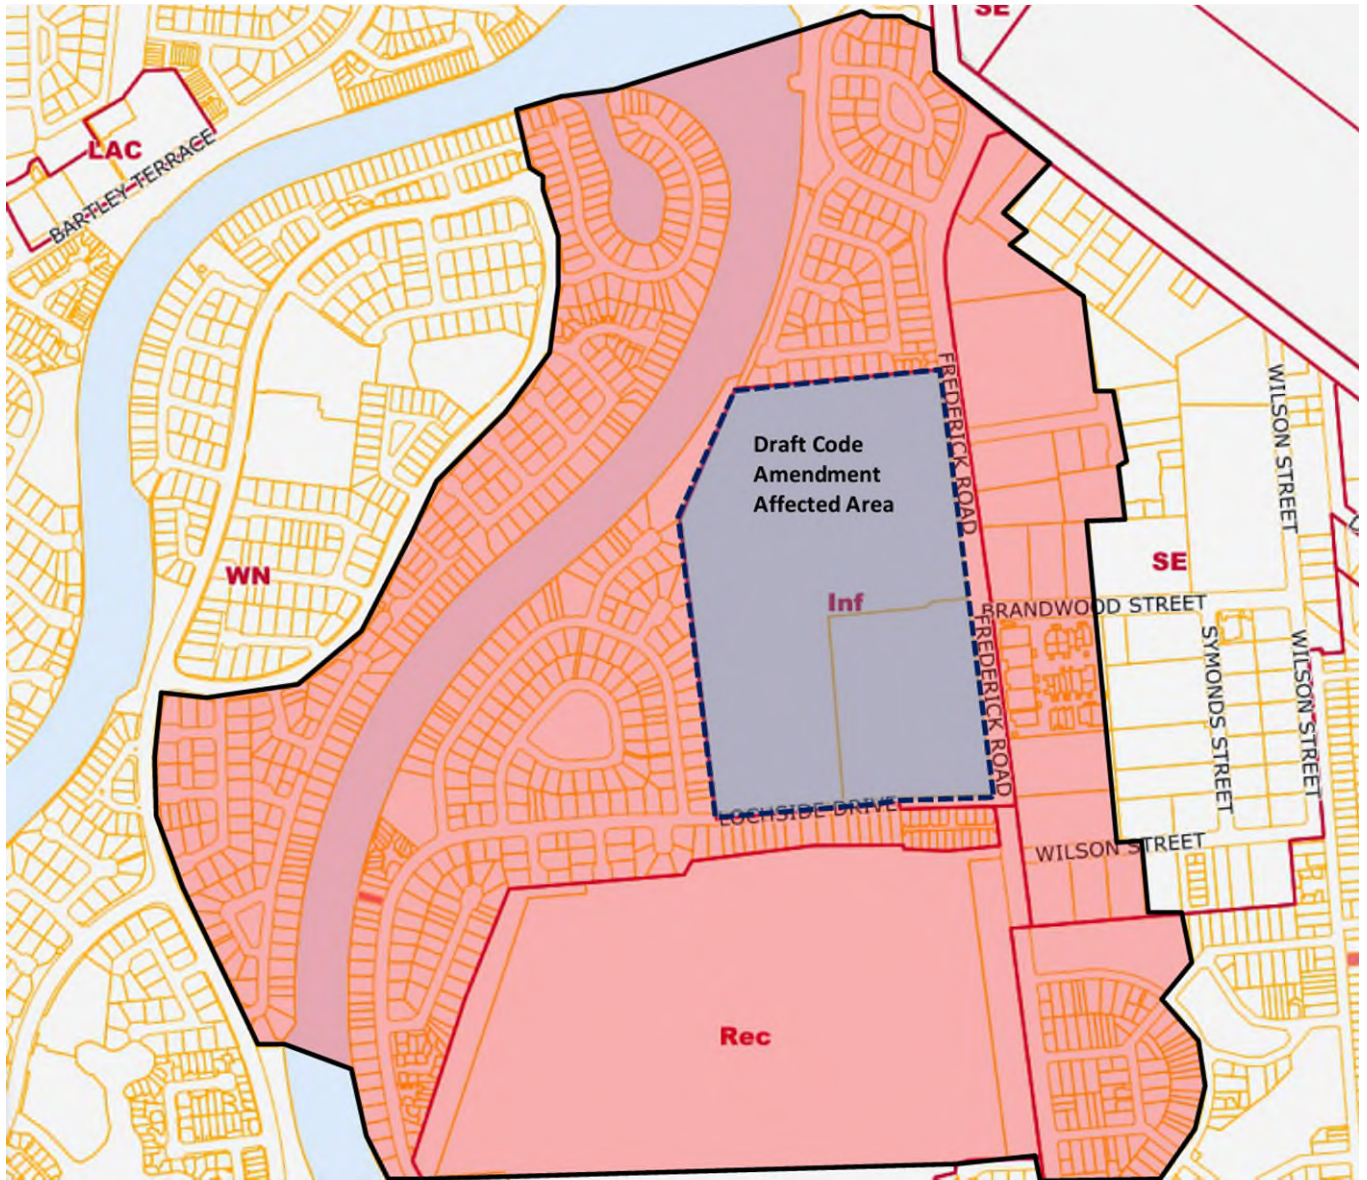 SE
LAC
BARTLEY TERRACE
FREDERICK ROAD
WILSON STREET
Draft Code
Amendment
Affected Area
WN
SE
Inf
BRANDWOOD STREET
FREDERICK ROAD
SYMONDS STREET
WILSON STREET
LOCHSIDE DRIVE
WILSON STREET
Rec